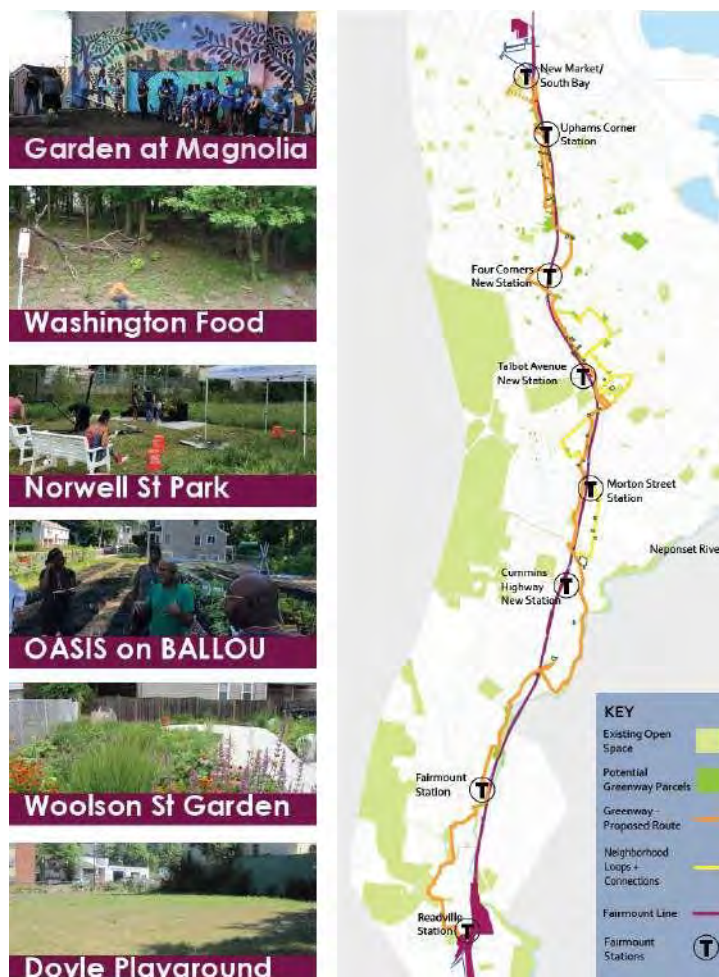 Garden at Magnolia
Washington Food
Norwell St Park
OASIS on BALLOU
Woolson St Garden
Doyle Playground
T New Market/
South Bay
T Uphams Corner
Station
Four Corners
New Station T
Talbot Avenue
New Station T
T Morton Street
Station
Neponset Rive
Cummins
Highway
New Station T
Fairmount
Station T
Readville
Station T
KEY
Existing Open
Space
Potential
Greenway Parcels
Greenway -
Proposed Route
Neighborhood
Loops +
Connections
Fairmount Line
Fairmount
Stations T